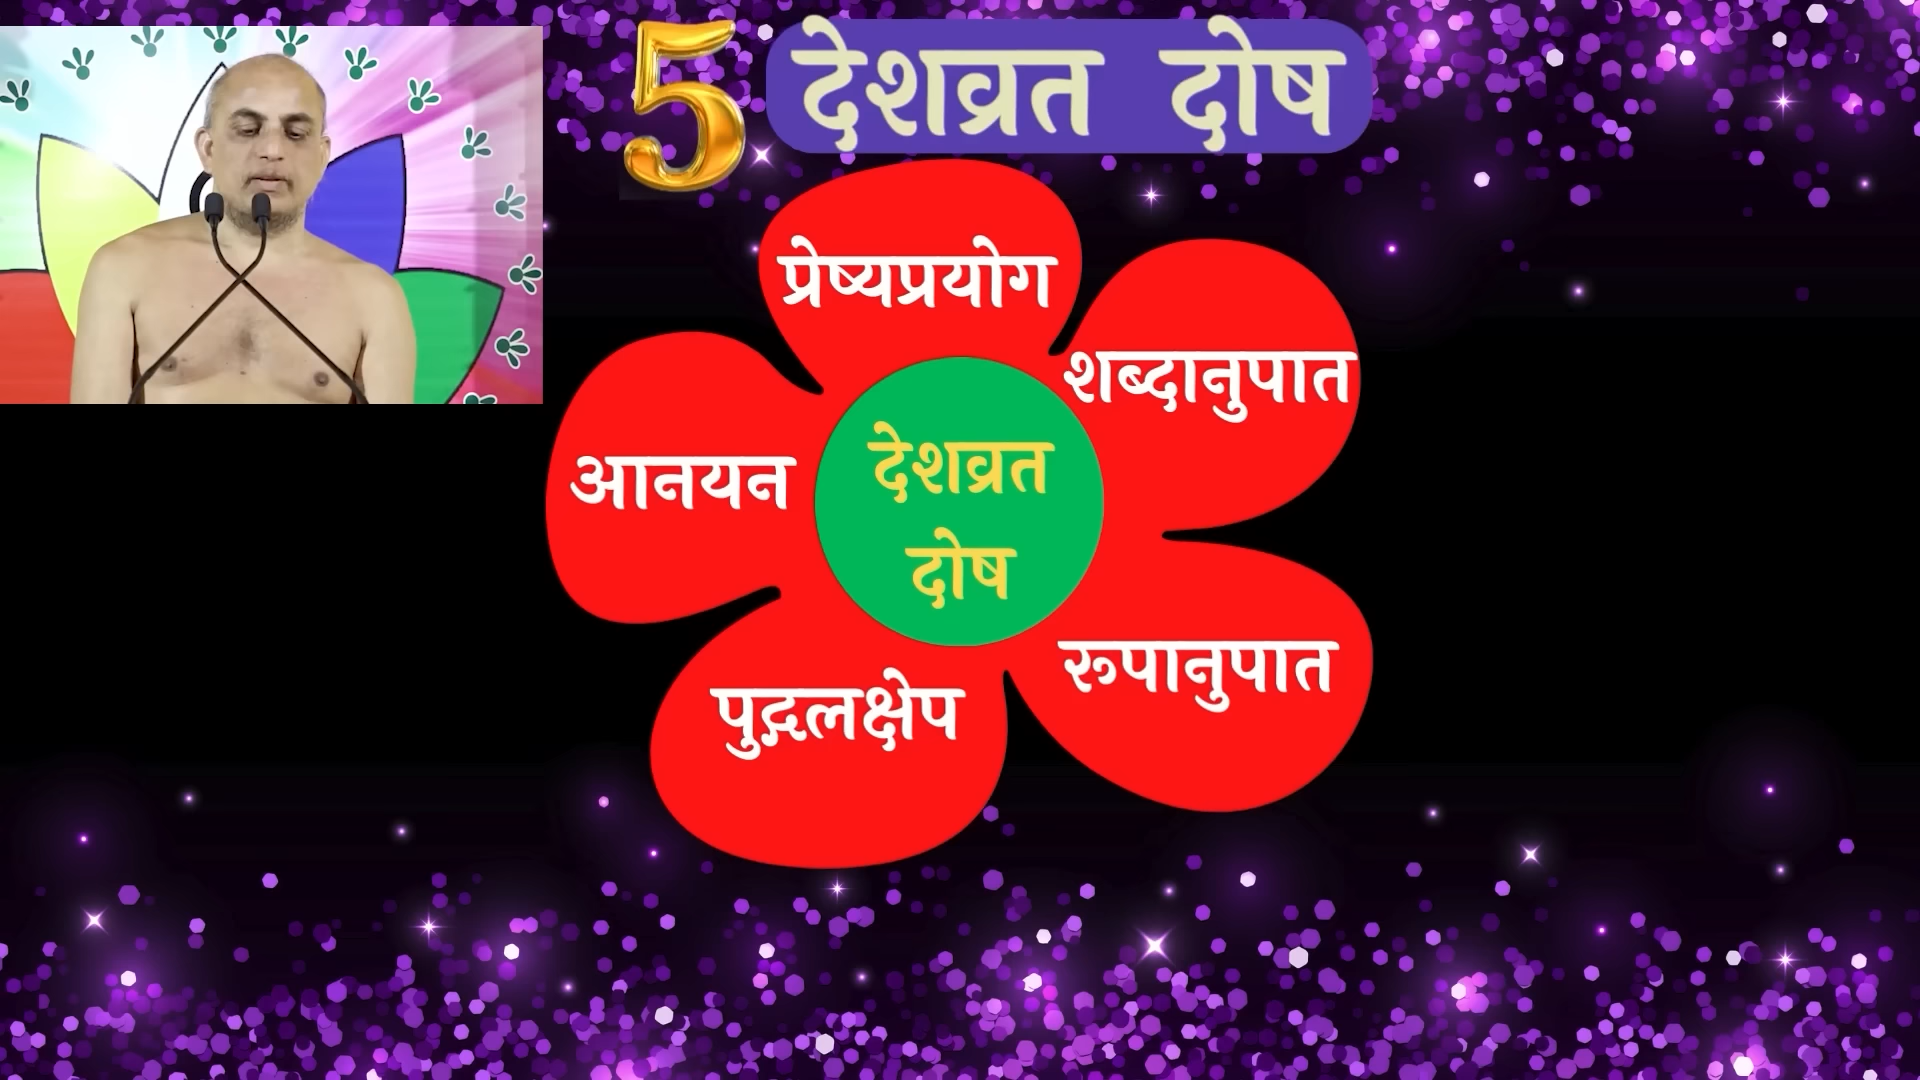 5 देशव्रत दोष
प्रेष्यप्रयोग
शब्दानुपात
आनयन
देशव्रत
दोष
रूपानुपात
पुद्गलक्षेप